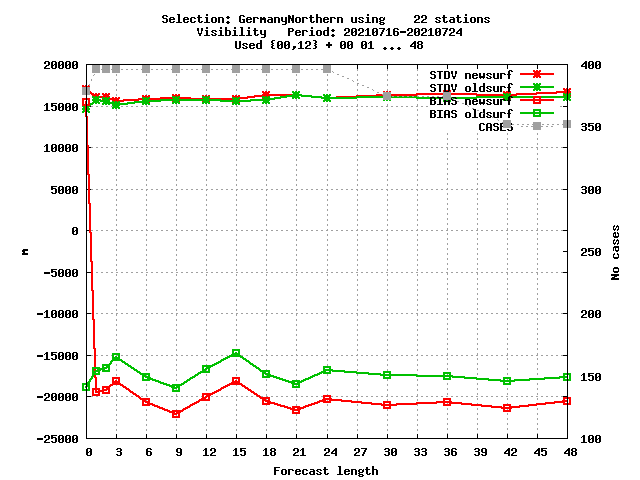 Selection: GermanyNorthern using 22 stations
Visibility Period: 20210716-20210724
Used {00,12} + 00 01 ... 48
STDV newsurf
STDV oldsurf
BIAS newsurf
BIAS oldsurf
CASES
20000
15000
10000
5000
0
-5000
-10000
-15000
-20000
-25000
m
400
350
300
250
200
150
100
No cases
0 3 6 9 12 15 18 21 24 27 30 33 36 39 42 45 48
Forecast length